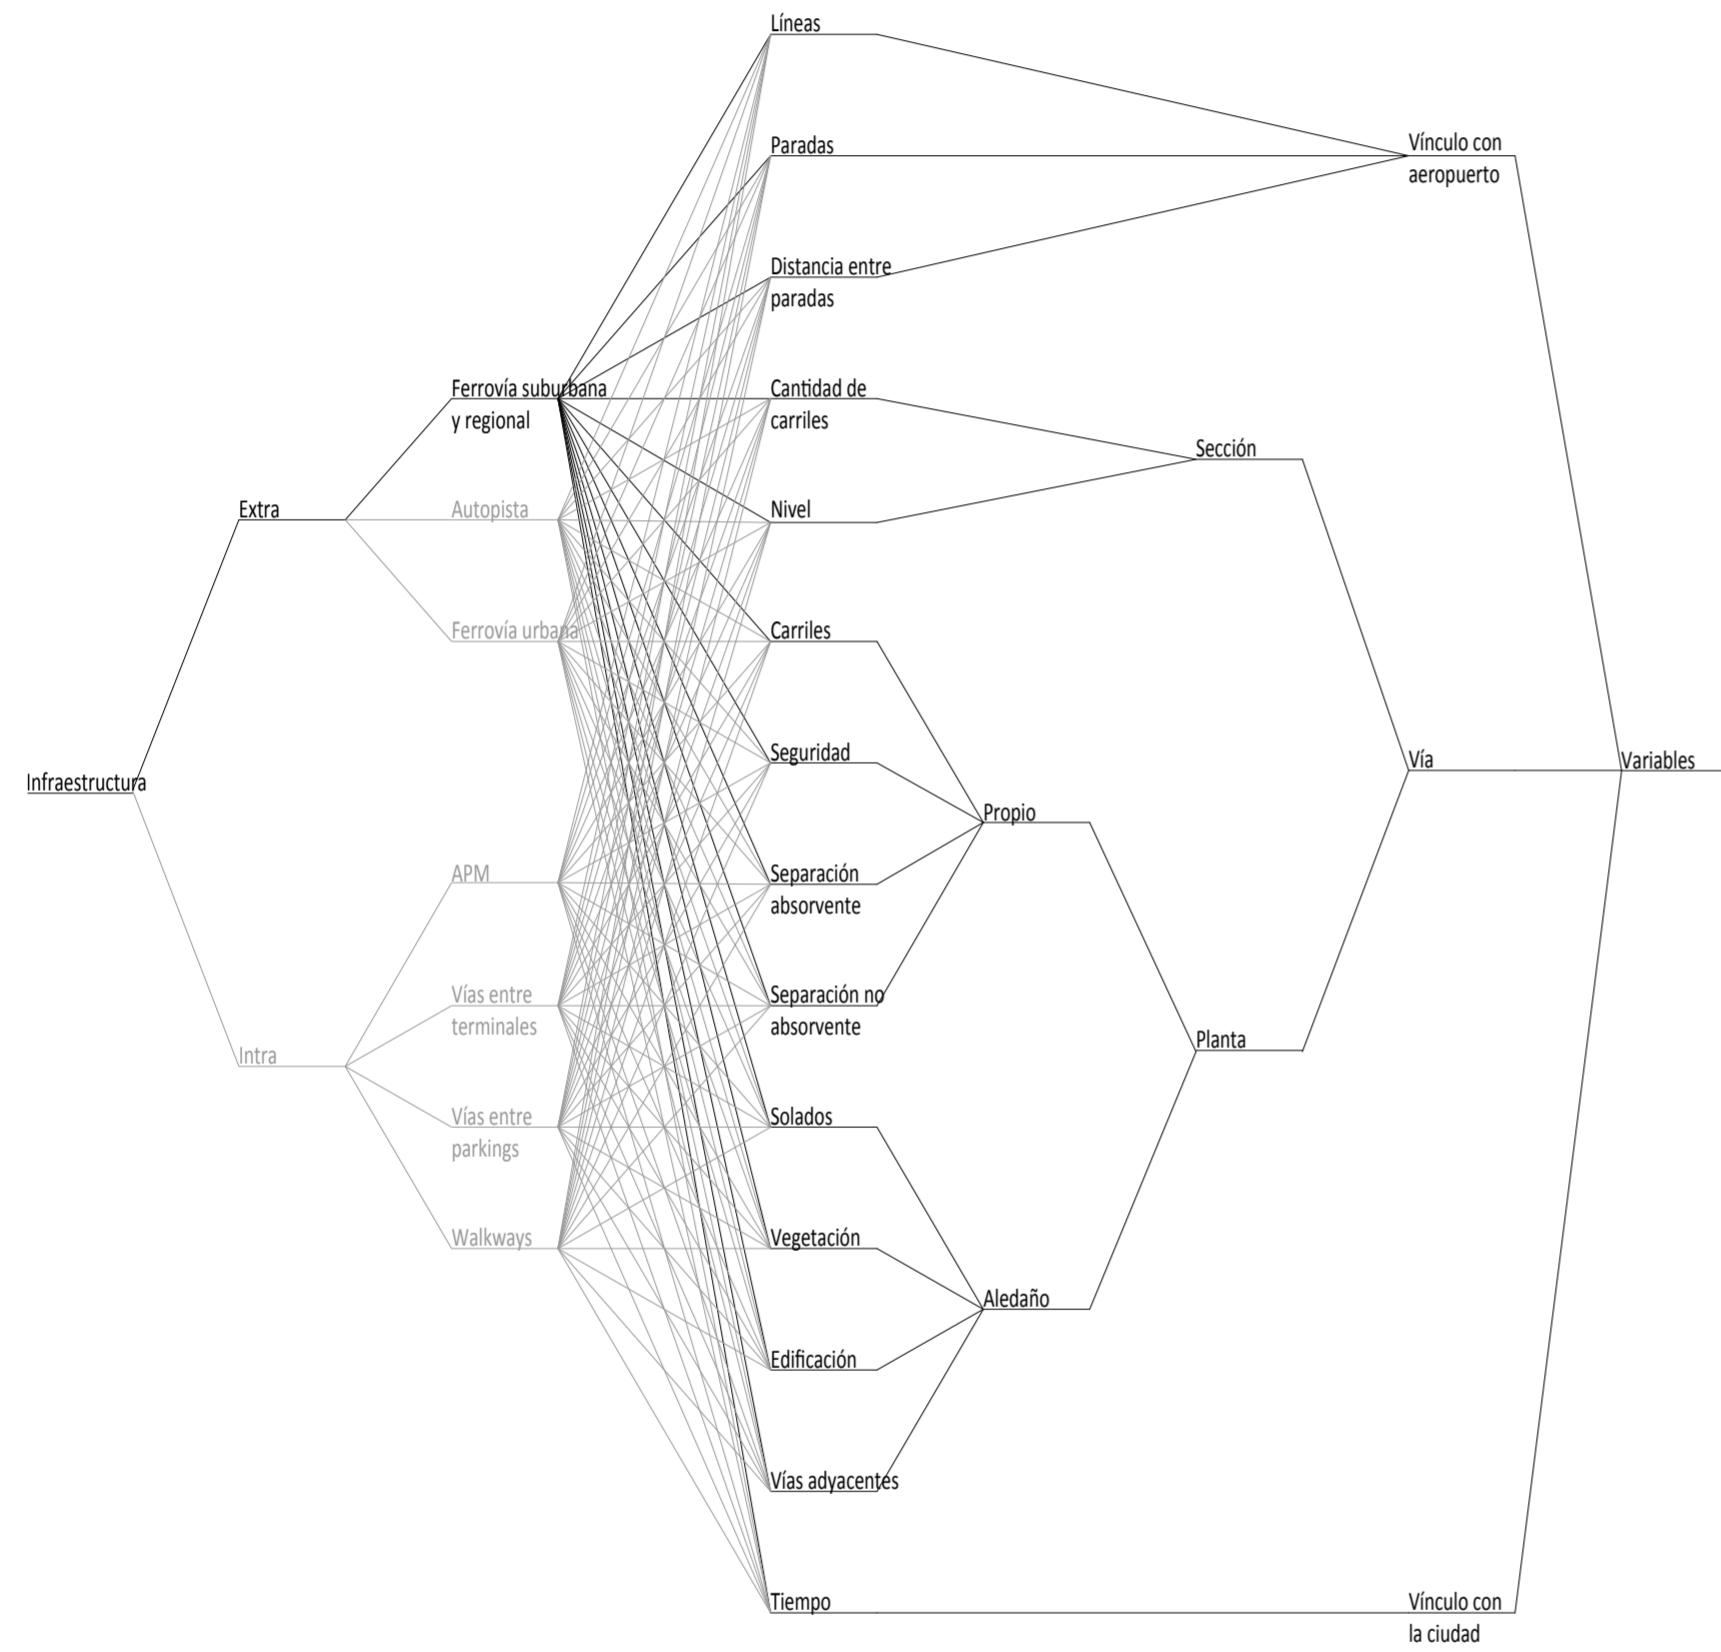 Líneas
Paradas
Vínculo con
aeropuerto
Distancia entre
paradas
Ferrovía suburbana
y regional
Cantidad de
carriles
Sección
Extra
Autopista
Nivel
Ferrovía urbana
Carriles
Seguridad
Vía
Variables
Infraestructura
Propio
APM
Separación
absorvente
Vías entre
terminales
Separación no
absorvente
Intra
Planta
Vías entre
parkings
Solados
Walkways
Vegetación
Aledaño
Edificación
Vías adyacentes
Tiempo
Vínculo con
la ciudad